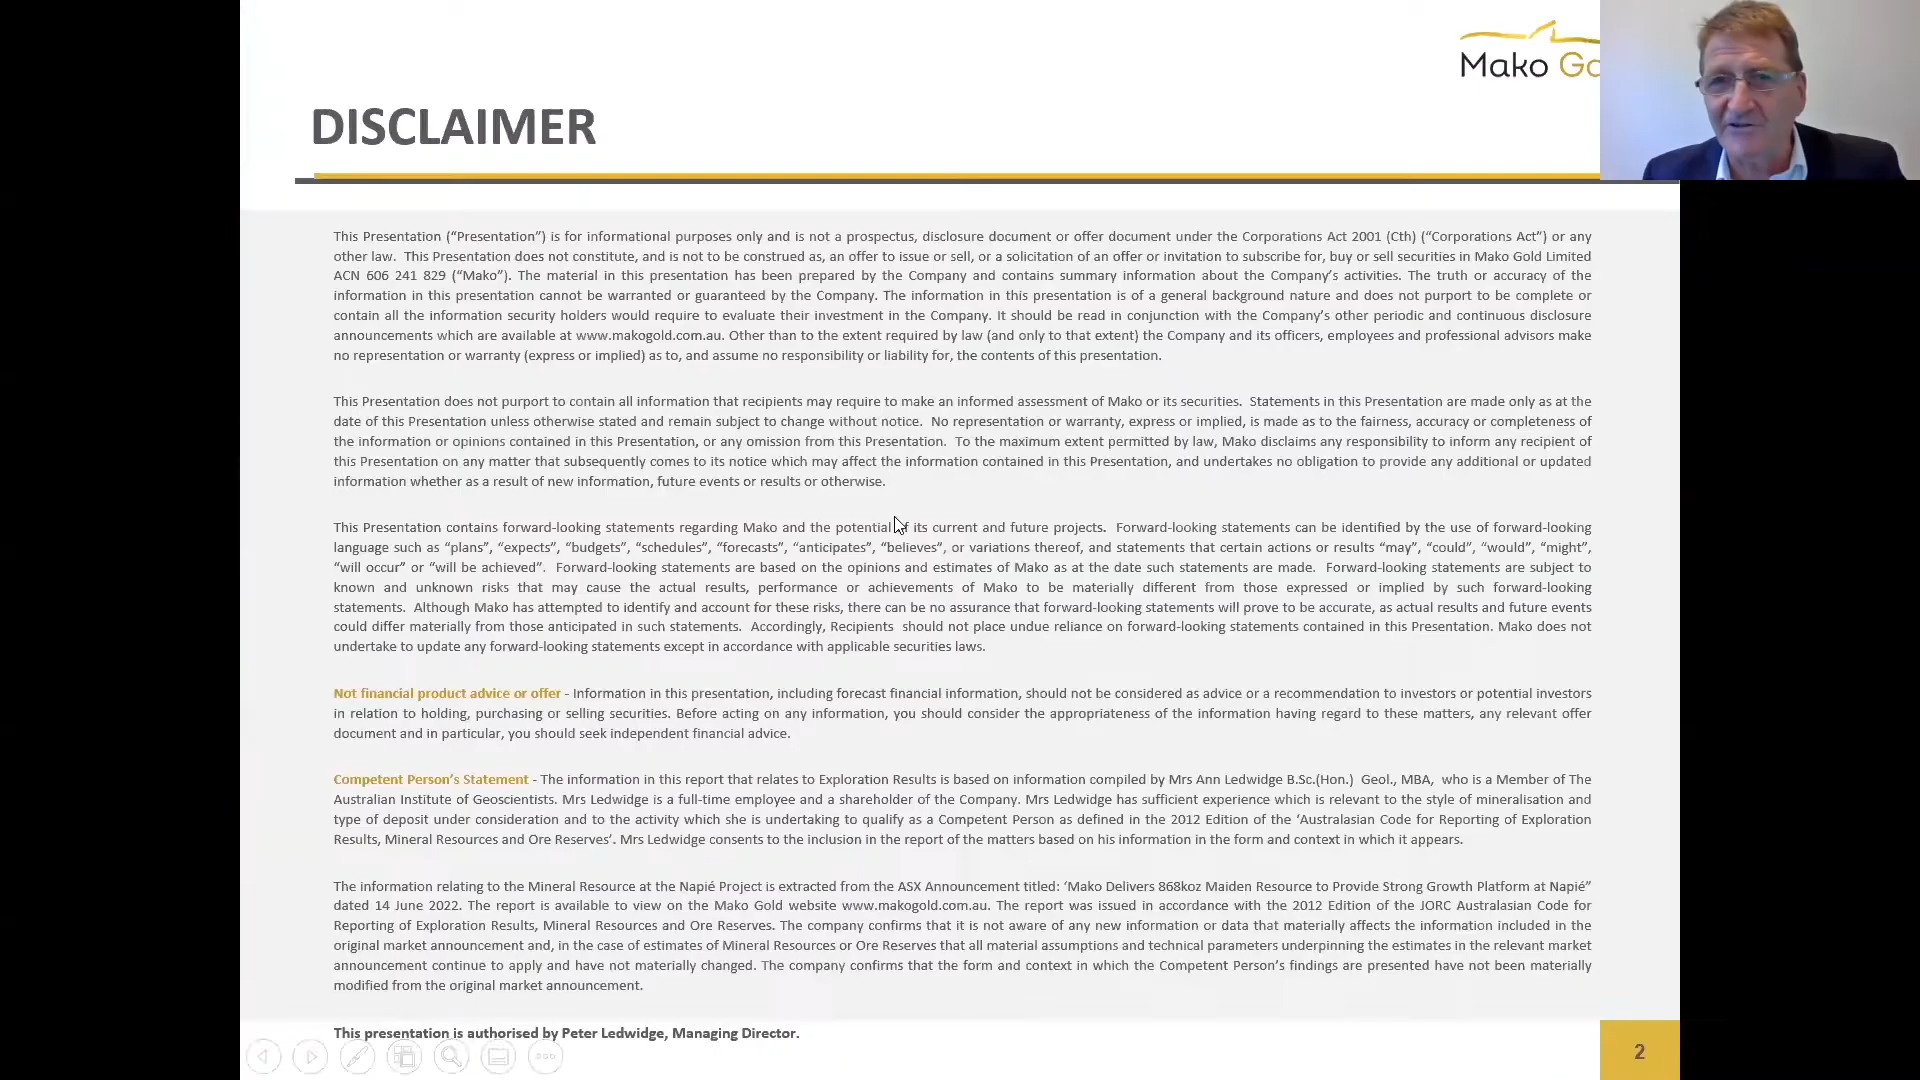 Mako Go
DISCLAIMER
This Presentation (“Presentation”) is for informational purposes only and is not a prospectus, disclosure document or offer document under the Corporations Act 2001 (Cth) (“Corporations Act”) or any
other law.  This Presentation does not constitute, and is not to be construed as, an offer to issue or sell, or a solicitation of an offer or invitation to subscribe for, buy or sell securities in Mako Gold Limited
ACN 606 241 829 (“Mako”). The material in this presentation has been prepared by the Company and contains summary information about the Company’s activities. The truth or accuracy of the
information in this presentation cannot be warranted or guaranteed by the Company. The information in this presentation is of a general background nature and does not purport to be complete or
contain all the information security holders would require to evaluate their investment in the Company. It should be read in conjunction with the Company’s other periodic and continuous disclosure
announcements which are available at www.makogold.com.au. Other than to the extent required by law (and only to that extent) the Company and its officers, employees and professional advisors make
no representation or warranty (express or implied) as to, and assume no responsibility or liability for, the contents of this presentation.
This Presentation does not purport to contain all information that recipients may require to make an informed assessment of Mako or its securities.  Statements in this Presentation are made only as at the
date of this Presentation unless otherwise stated and remain subject to change without notice.  No representation or warranty, express or implied, is made as to the fairness, accuracy or completeness of
the information or opinions contained in this Presentation, or any omission from this Presentation.  To the maximum extent permitted by law, Mako disclaims any responsibility to inform any recipient of
this Presentation on any matter that subsequently comes to its notice which may affect the information contained in this Presentation, and undertakes no obligation to provide any additional or updated
information whether as a result of new information, future events or results or otherwise.
This Presentation contains forward-looking statements regarding Mako and the potential of its current and future projects.  Forward-looking statements can be identified by the use of forward-looking
language such as “plans”, “expects”, “budgets”, “schedules”, “forecasts”, “anticipates”, “believes”, or variations thereof, and statements that certain actions or results “may”, “could”, “would”, “might”,
“will occur” or “will be achieved”.  Forward-looking statements are based on the opinions and estimates of Mako as at the date such statements are made.  Forward-looking statements are subject to
known and unknown risks that may cause the actual results, performance or achievements of Mako to be materially different from those expressed or implied by such forward-looking
statements.  Although Mako has attempted to identify and account for these risks, there can be no assurance that forward-looking statements will prove to be accurate, as actual results and future events
could differ materially from those anticipated in such statements.  Accordingly, Recipients  should not place undue reliance on forward-looking statements contained in this Presentation. Mako does not
undertake to update any forward-looking statements except in accordance with applicable securities laws.
Not financial product advice or offer - Information in this presentation, including forecast financial information, should not be considered as advice or a recommendation to investors or potential investors
in relation to holding, purchasing or selling securities. Before acting on any information, you should consider the appropriateness of the information having regard to these matters, any relevant offer
document and in particular, you should seek independent financial advice.
Competent Person’s Statement - The information in this report that relates to Exploration Results is based on information compiled by Mrs Ann Ledwidge B.Sc.(Hon.)  Geol., MBA,  who is a Member of The
Australian Institute of Geoscientists. Mrs Ledwidge is a full-time employee and a shareholder of the Company. Mrs Ledwidge has sufficient experience which is relevant to the style of mineralisation and
type of deposit under consideration and to the activity which she is undertaking to qualify as a Competent Person as defined in the 2012 Edition of the ‘Australasian Code for Reporting of Exploration
Results, Mineral Resources and Ore Reserves’. Mrs Ledwidge consents to the inclusion in the report of the matters based on his information in the form and context in which it appears.
The information relating to the Mineral Resource at the Napié Project is extracted from the ASX Announcement titled: ‘Mako Delivers 868koz Maiden Resource to Provide Strong Growth Platform at Napié”
dated 14 June 2022. The report is available to view on the Mako Gold website www.makogold.com.au. The report was issued in accordance with the 2012 Edition of the JORC Australasian Code for
Reporting of Exploration Results, Mineral Resources and Ore Reserves. The company confirms that it is not aware of any new information or data that materially affects the information included in the
original market announcement and, in the case of estimates of Mineral Resources or Ore Reserves that all material assumptions and technical parameters underpinning the estimates in the relevant market
announcement continue to apply and have not materially changed. The company confirms that the form and context in which the Competent Person’s findings are presented have not been materially
modified from the original market announcement.
This presentation is authorised by Peter Ledwidge, Managing Director.
2